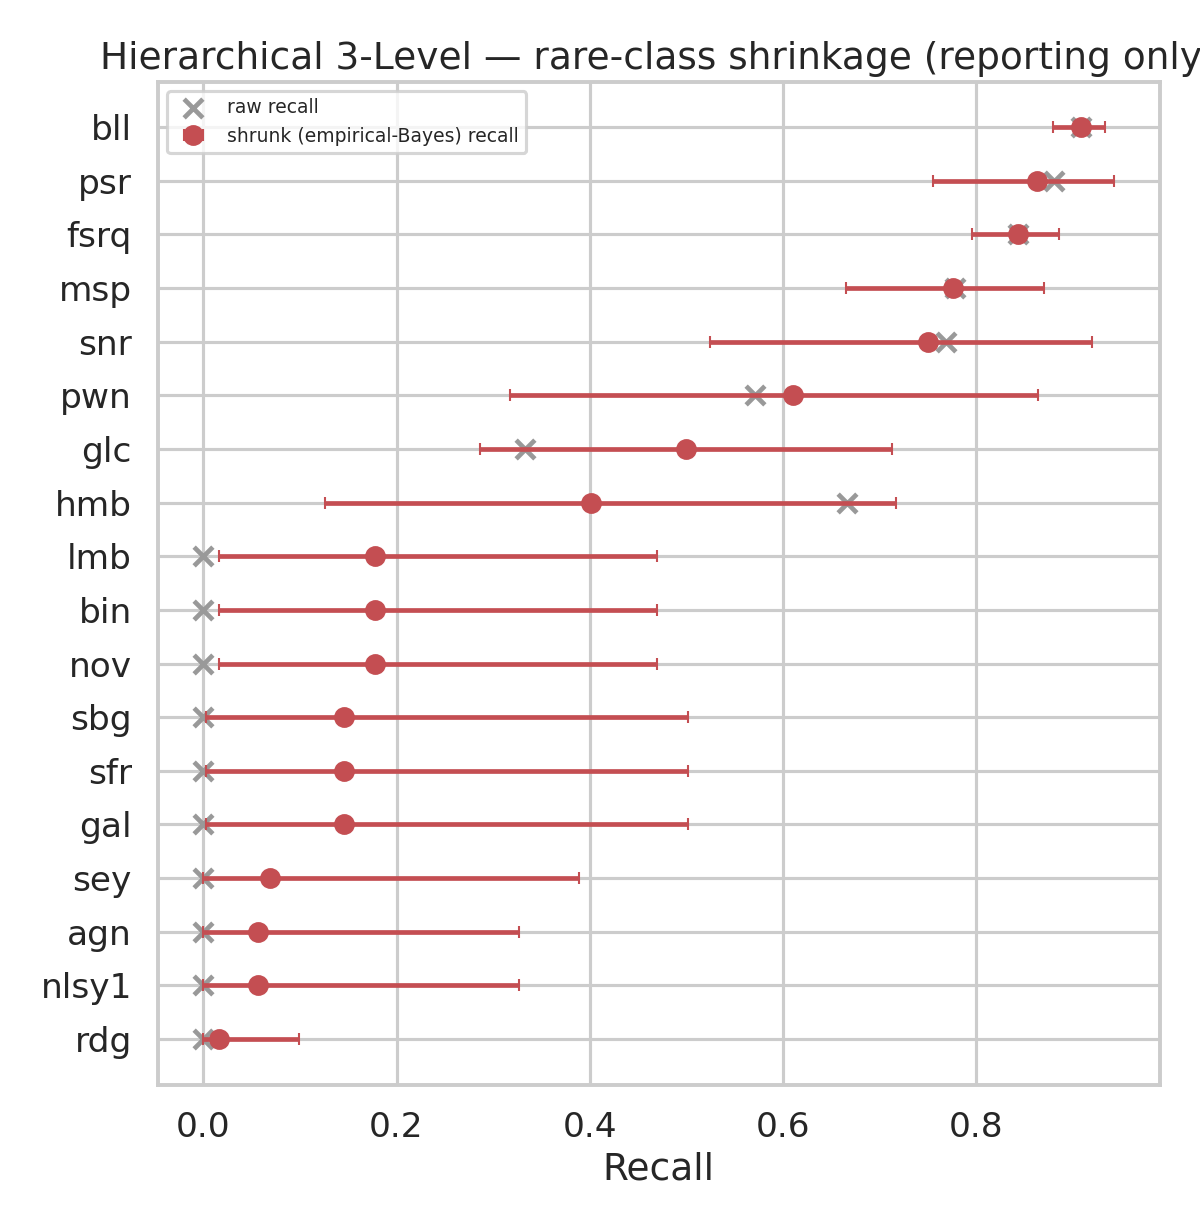 Hierarchical 3-Level — rare-class shrinkage (reporting only
raw recall
shrunk (empirical-Bayes) recall
bll
psr
fsrq
msp
snr
pwn
glc
hmb
lmb
bin
nov
sbg
sfr
gal
sey
agn
nlsy1
rdg
0.0 0.2 0.4 0.6 0.8
Recall